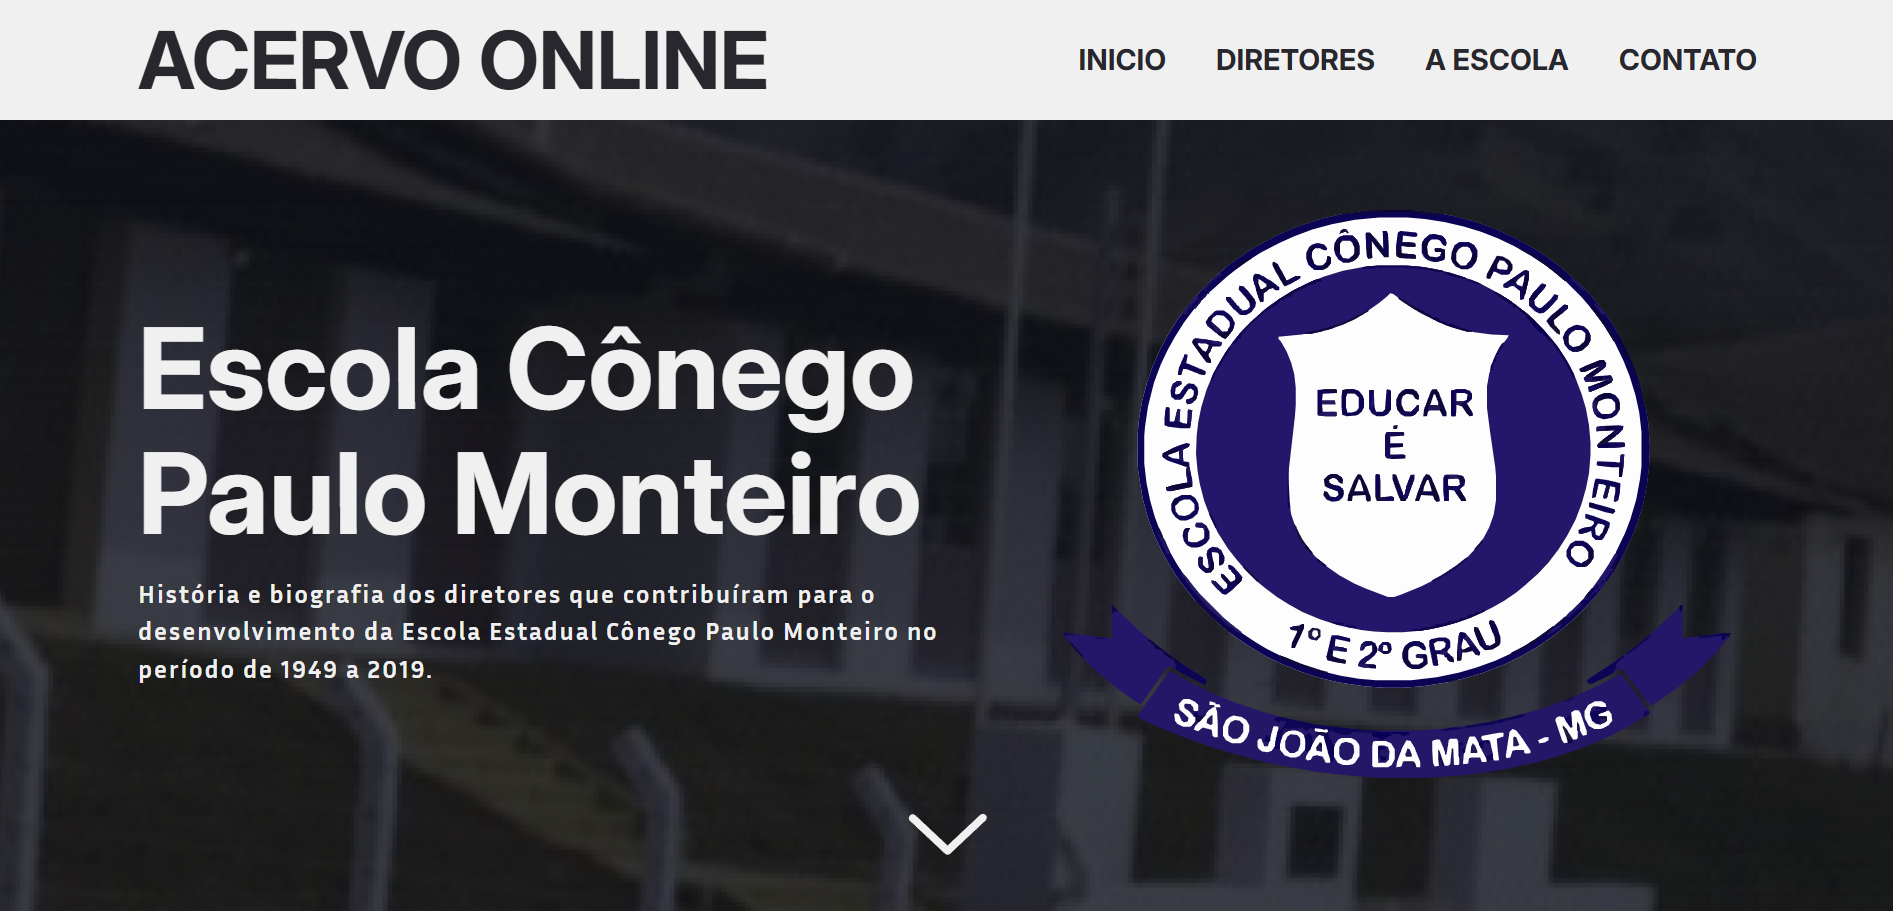 ACERVO ONLINE
INICIO DIRETORES A ESCOLA CONTATO
Escola Cônego
Paulo Monteiro
História e biografia dos diretores que contribuíram para o
desenvolvimento da Escola Estadual Cônego Paulo Monteiro no
período de 1949 a 2019.
ESCOLA ESTADUAL CÔNEGO PAULO MONTEIRO
EDUCAR
É
SALVAR
1º E 2º GRAU
SÃO JOÃO DA MATA - MG